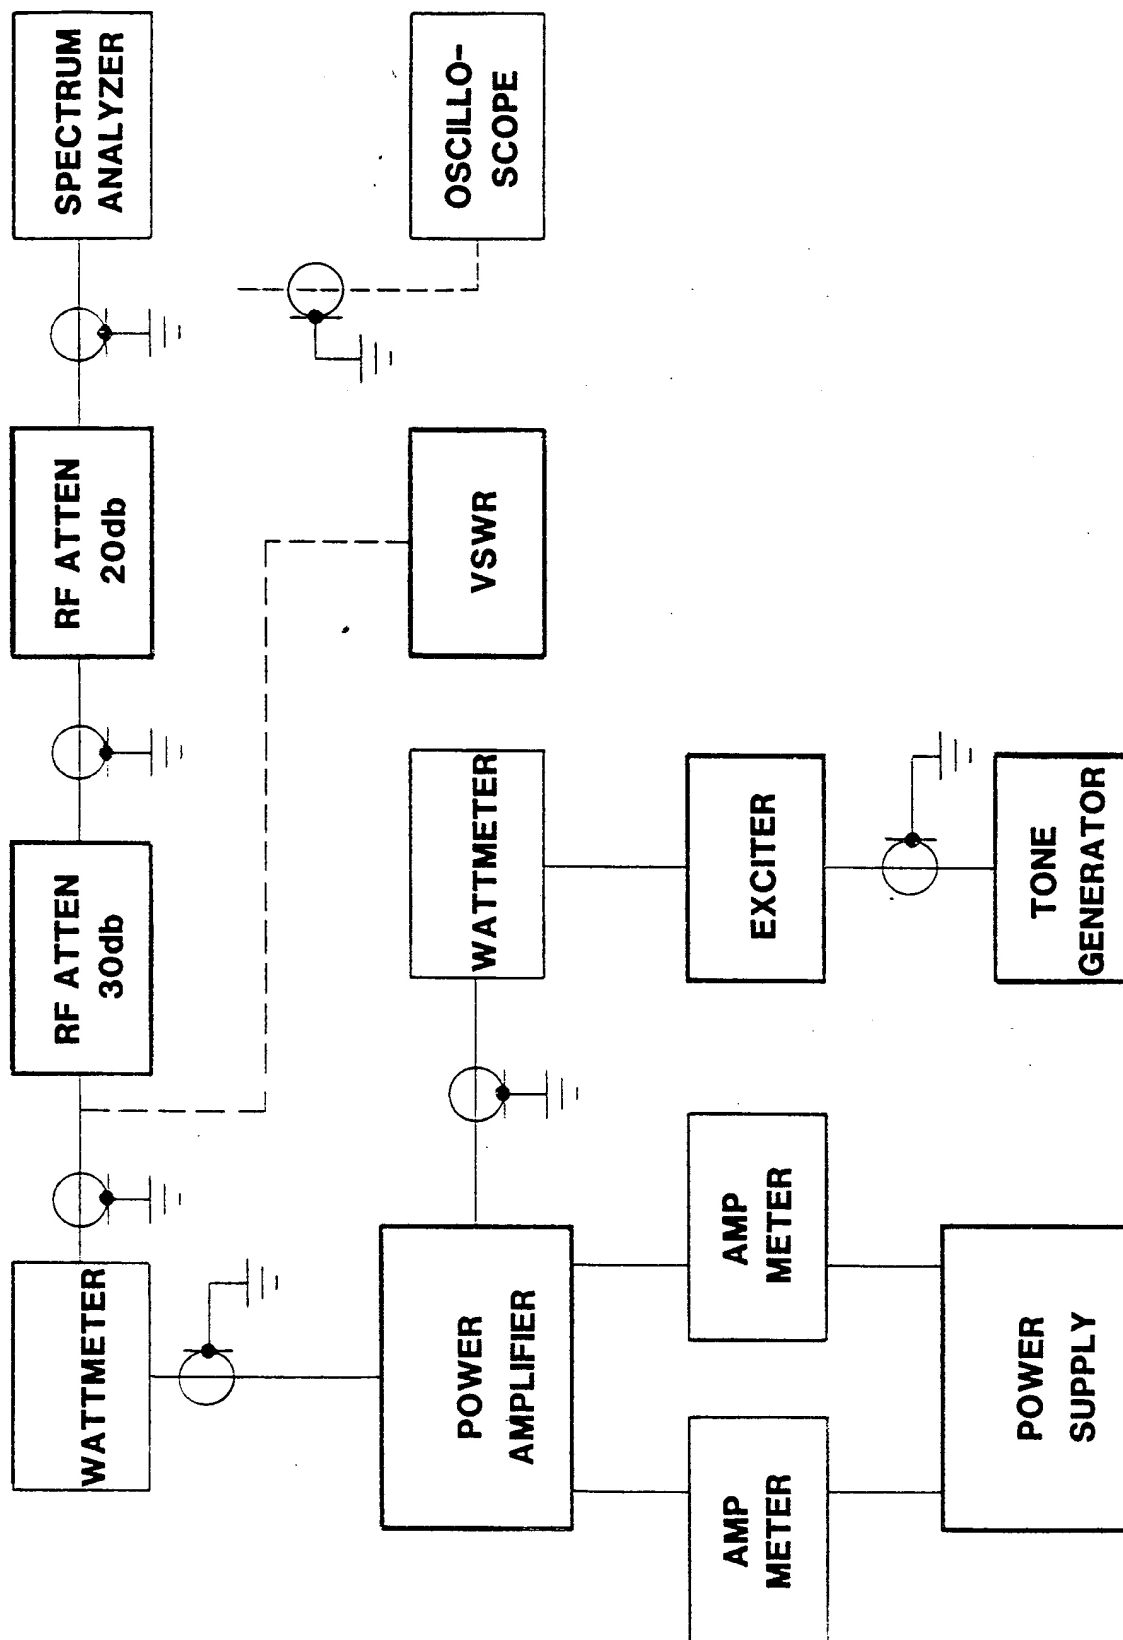 WATTMETER
RF ATTEN
30db
RF ATTEN
20db
SPECTRUM
ANALYZER
POWER
AMPLIFIER
WATTMETER
VSWR
OSCILLO-
SCOPE
AMP
METER
AMP
METER
EXCITER
POWER
SUPPLY
TONE
GENERATOR